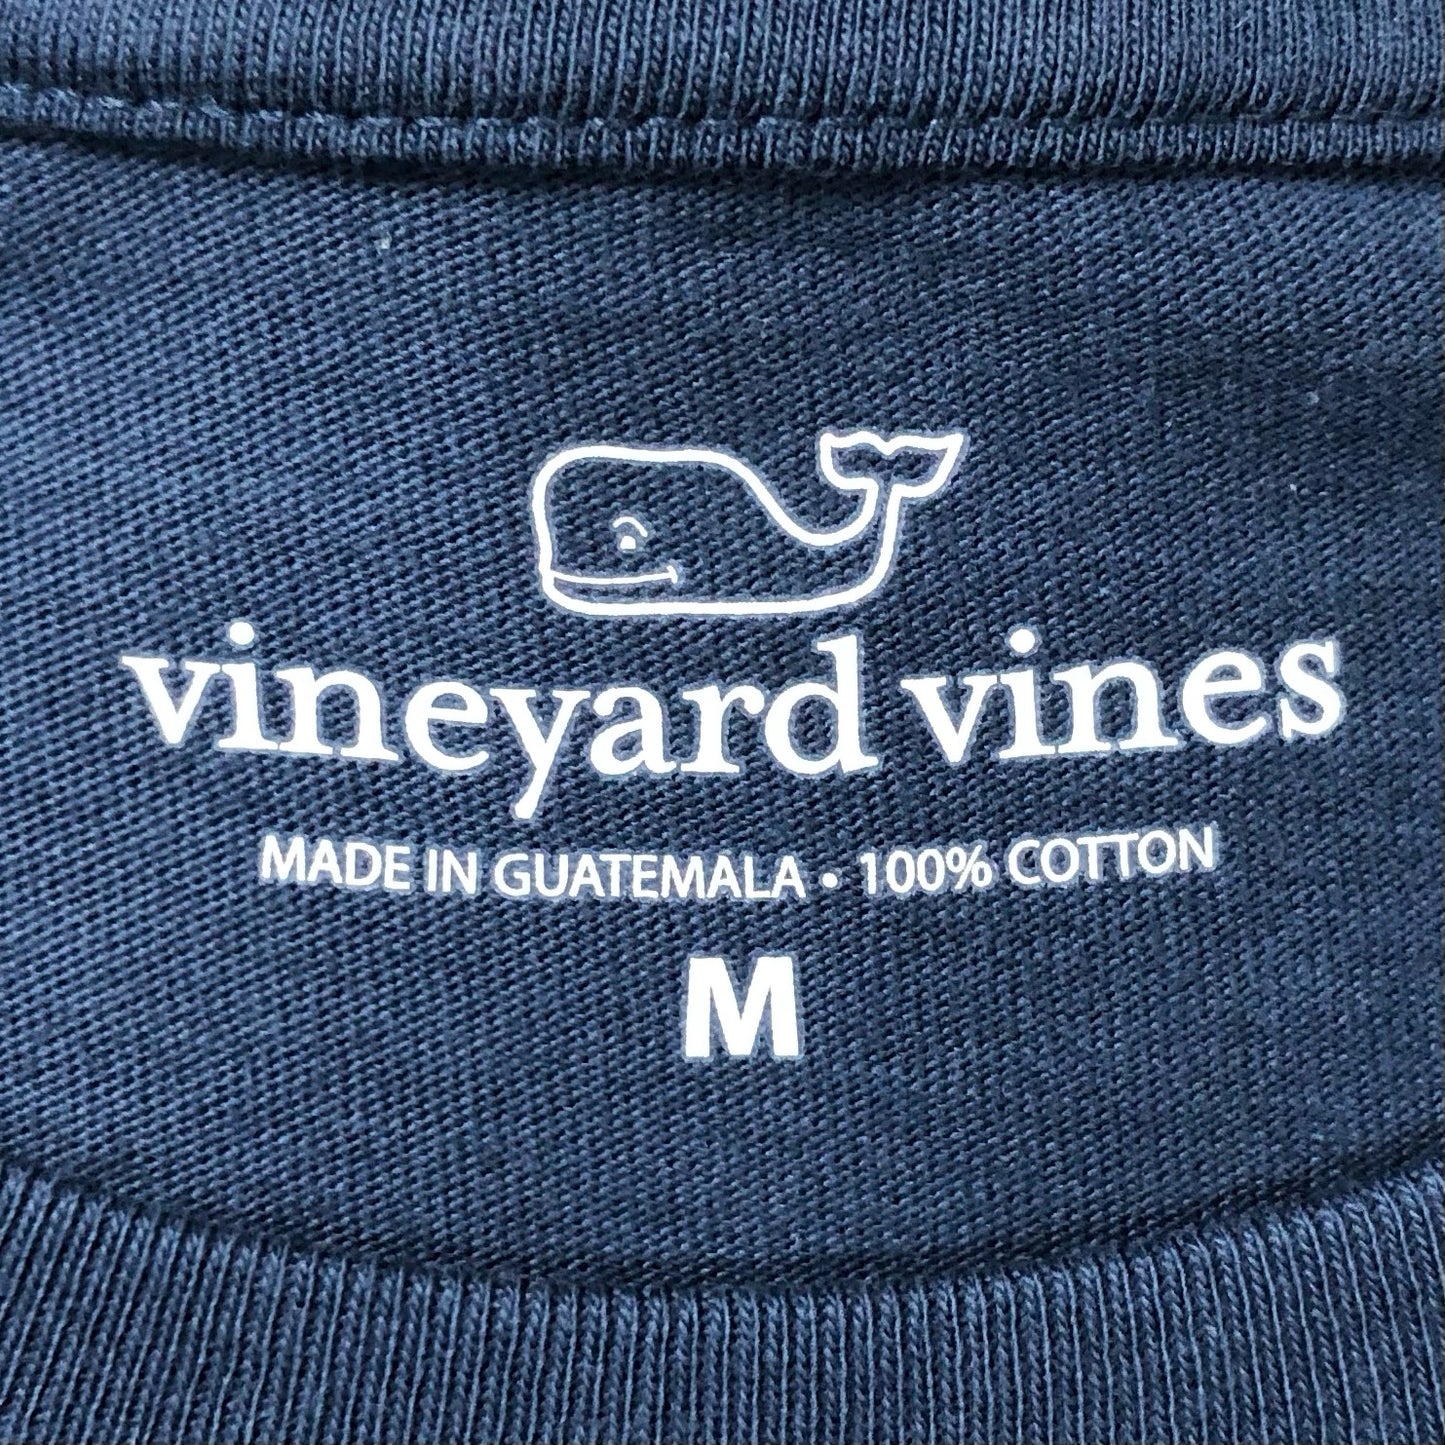 vineyard vines
MADE IN GUATEMALA • 100% COTTON
M